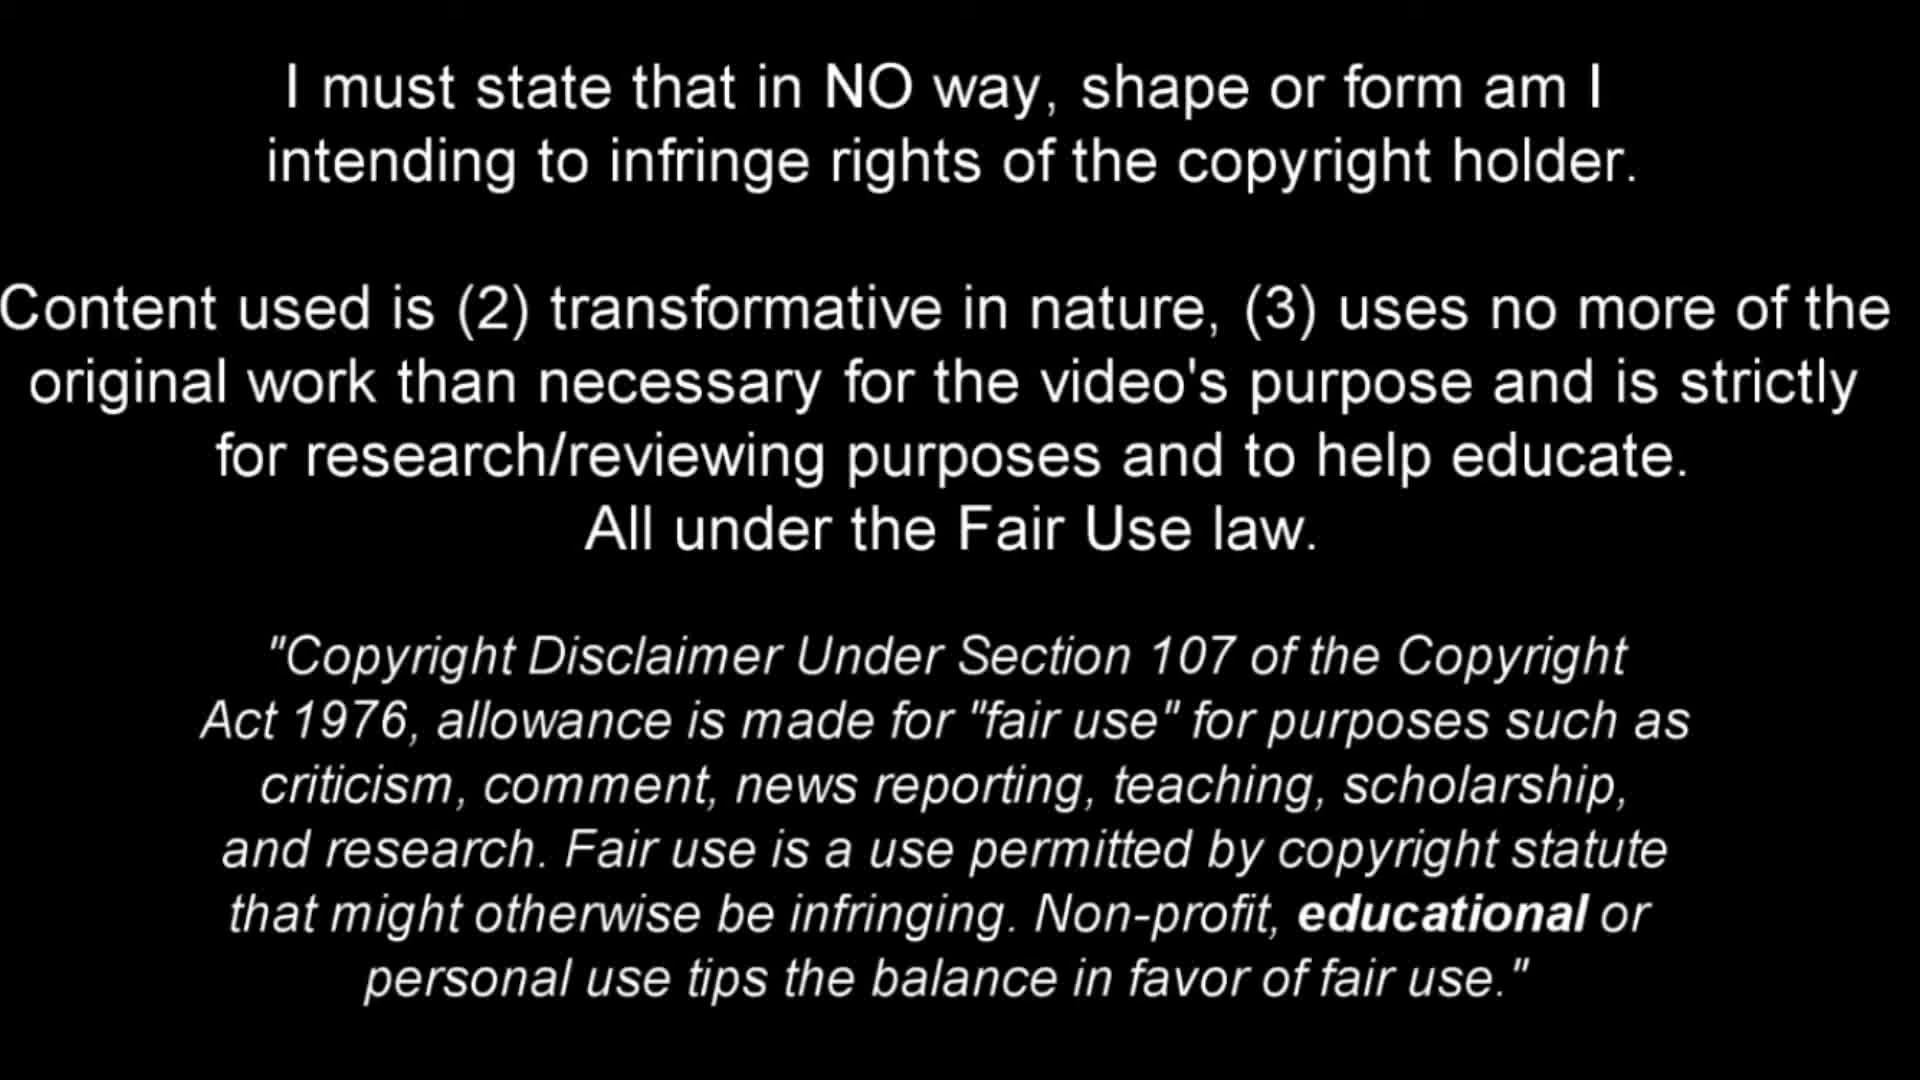 I must state that in NO way, shape or form am I
intending to infringe rights of the copyright holder.
Content used is (2) transformative in nature, (3) uses no more of the
original work than necessary for the video's purpose and is strictly
for research/reviewing purposes and to help educate.
All under the Fair Use law.
"Copyright Disclaimer Under Section 107 of the Copyright
Act 1976, allowance is made for "fair use" for purposes such as
criticism, comment, news reporting, teaching, scholarship,
and research. Fair use is a use permitted by copyright statute
that might otherwise be infringing. Non-profit, educational or
personal use tips the balance in favor of fair use."